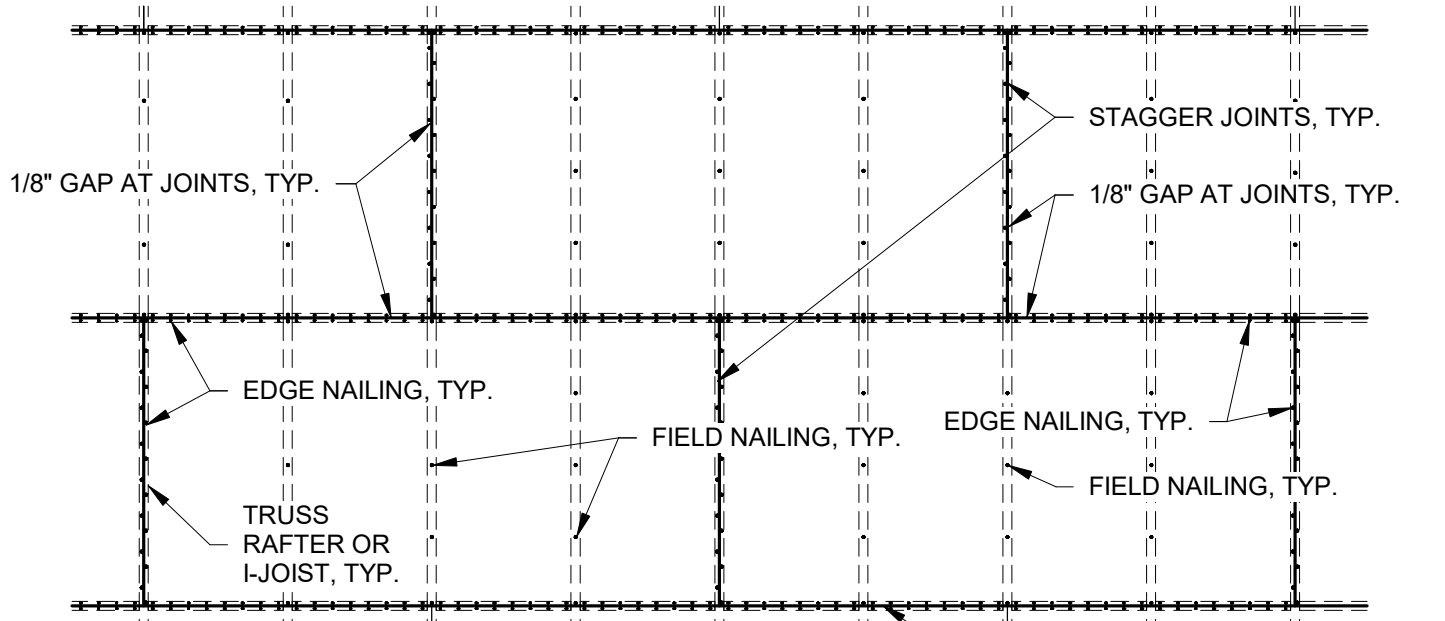 STAGGER JOINTS, TYP.
1/8" GAP AT JOINTS, TYP.
1/8" GAP AT JOINTS, TYP.
EDGE NAILING, TYP.
FIELD NAILING, TYP.
EDGE NAILING, TYP.
FIELD NAILING, TYP.
TRUSS
RAFTER OR
I-JOIST, TYP.